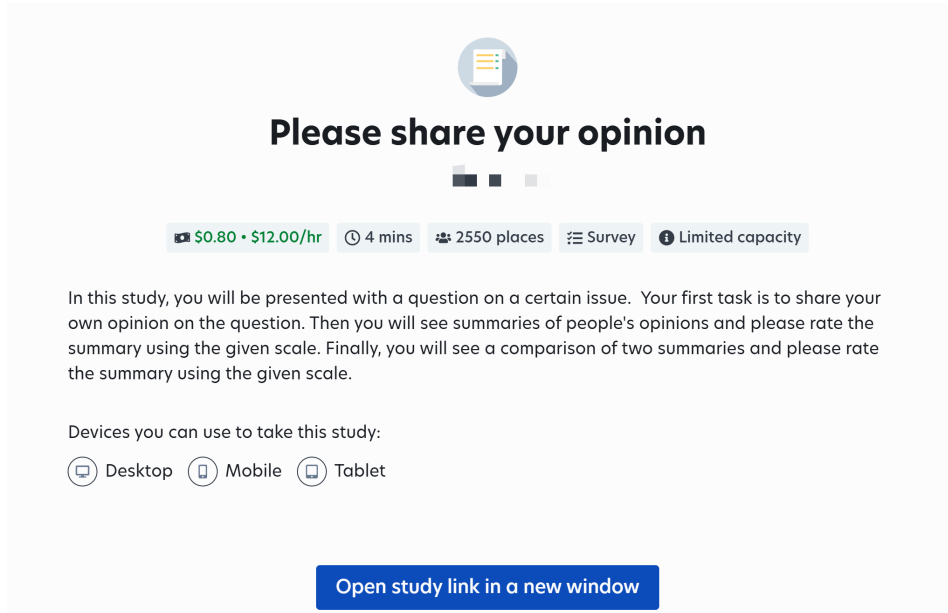 Please share your opinion
$0.80 • $12.00/hr 4 mins 2550 places Survey Limited capacity
In this study, you will be presented with a question on a certain issue.  Your first task is to share your
own opinion on the question. Then you will see summaries of people's opinions and please rate the
summary using the given scale. Finally, you will see a comparison of two summaries and please rate
the summary using the given scale.
Devices you can use to take this study:
Desktop Mobile Tablet
Open study link in a new window